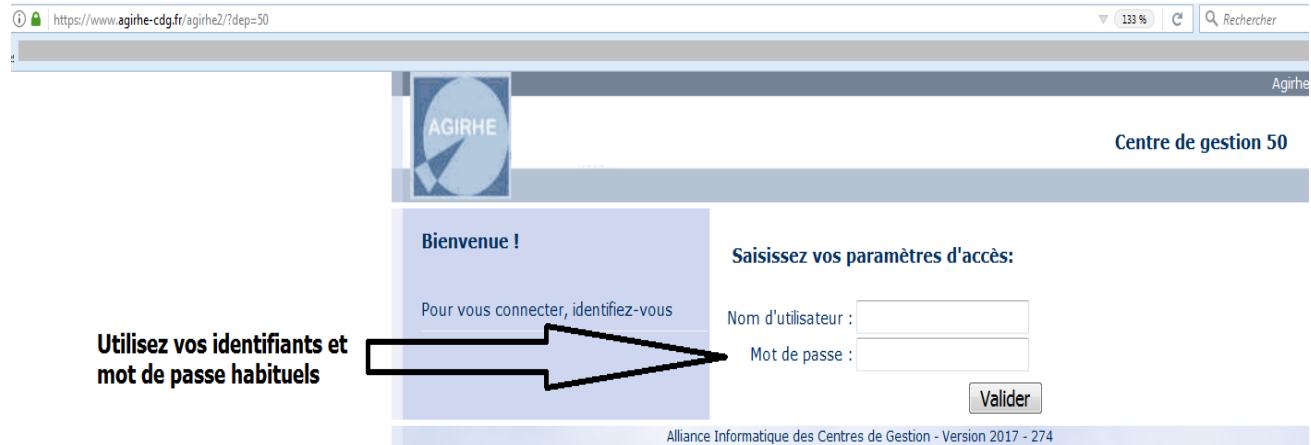 https://www.agirhe-cdg.fr/agirhe2/?dep=50
133 %
Rechercher
Agirhe
AGIRHE
Centre de gestion 50
Bienvenue !
Saisissez vos paramètres d'accès:
Pour vous connecter, identifiez-vous
Nom d'utilisateur :
Utilisez vos identifiants et
mot de passe habituels
Mot de passe :
Valider
Alliance Informatique des Centres de Gestion - Version 2017 - 274